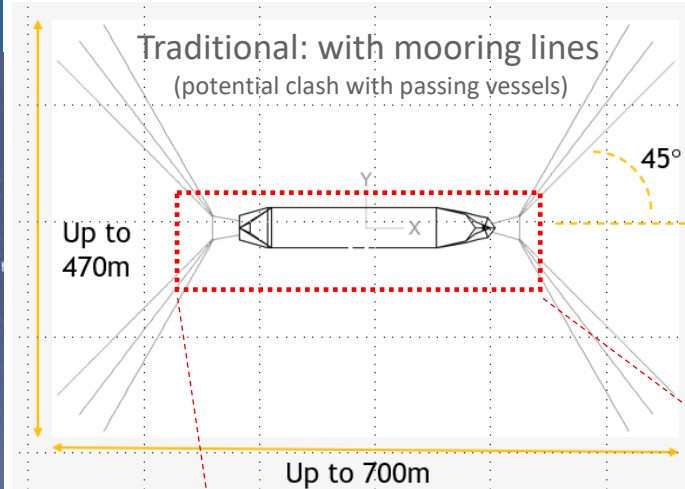 Traditional: with mooring lines
(potential clash with passing vessels)
45°
Y
X
Up to
470m
Up to 700m